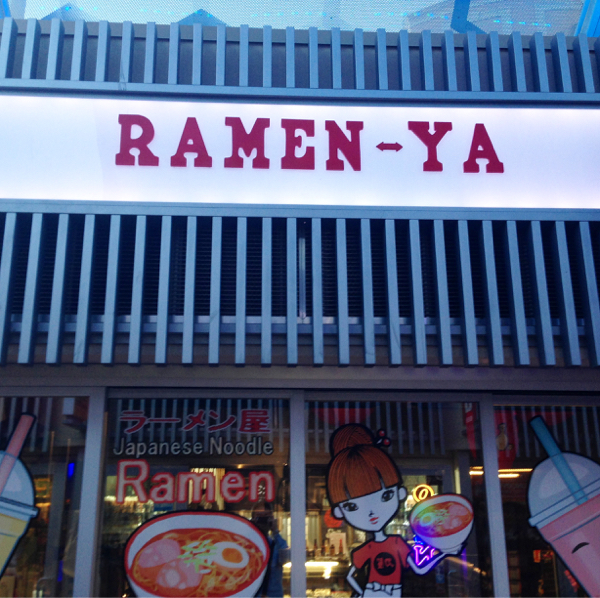 RAMEN-YA
ラーメン屋
Japanese Noodle
Ramen